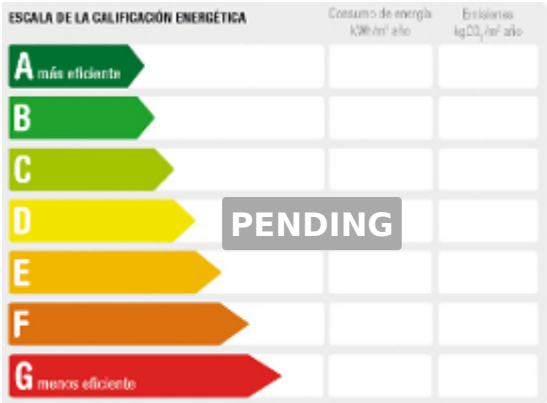 ESCALA DE LA CALIFICACIÓN ENERGÉTICA
Consumo de energía
kWh/m² año
Emisiones
kgCO₂/m² año
A más eficiente
B
C
D
PENDING
E
F
G menos eficiente